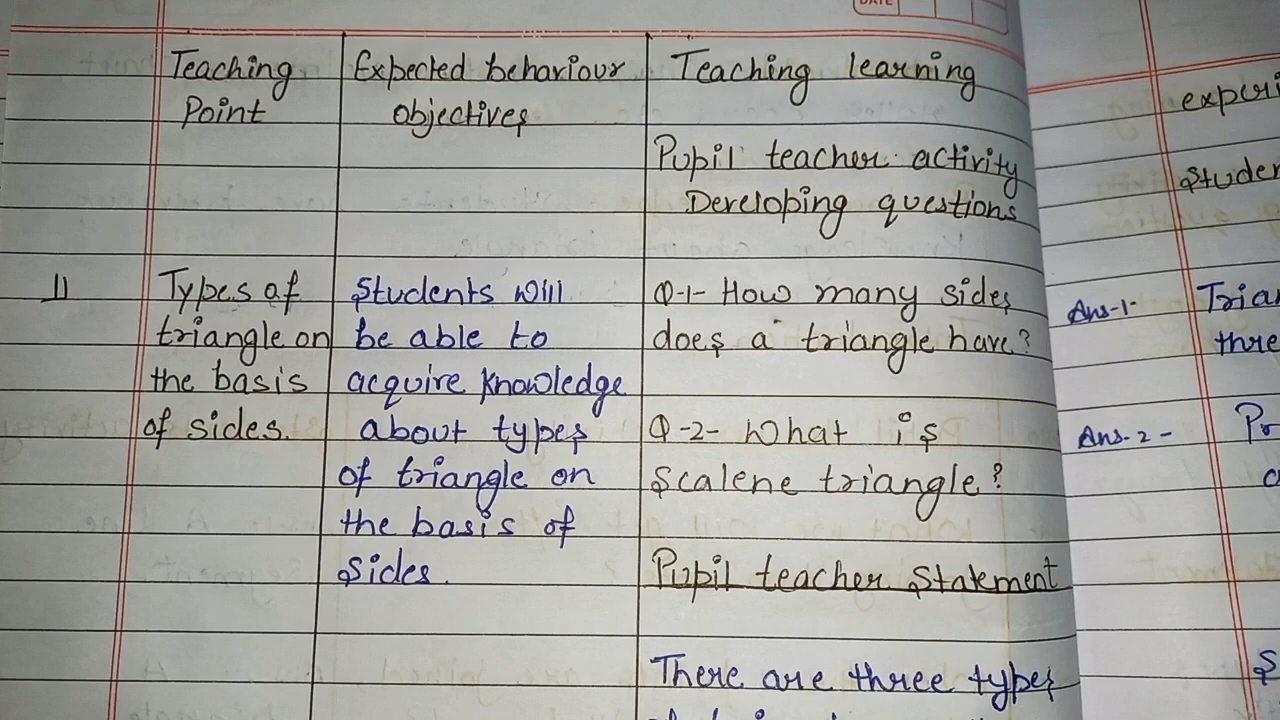 DATE
Teaching
Point
Expected behaviour
objectives
Teaching learning
Pupil teacher activity
Developing questions
1)
Types of
triangle on
the basis
of sides.
Students will
be able to
acquire knowledge
about types
of triangle on
the basis of
sides.
Q-1- How many sides
does a triangle have?
Q-2- What is
Scalene triangle?
Pupil teacher Statement
There are three types
Ans-1-
Ans-2-